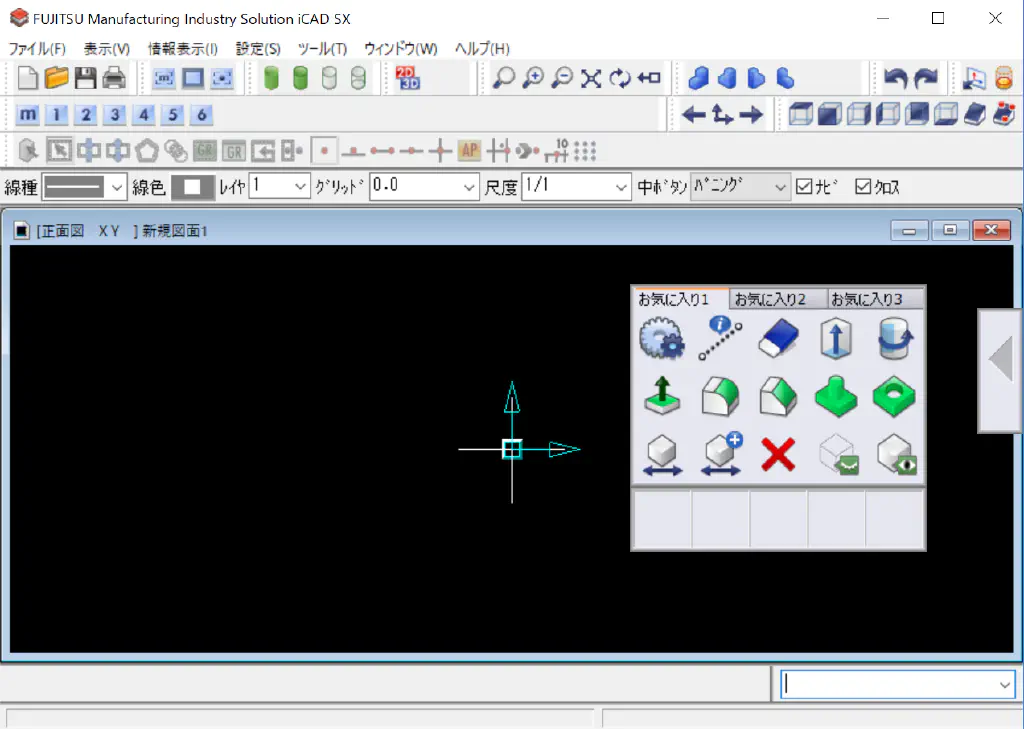 FUJITSU Manufacturing Industry Solution iCAD SX
ファイル(F) 表示(V) 情報表示(I) 設定(S) ツール(T) ウィンドウ(W) ヘルプ(H)
2D
3D
m 1 2 3 4 5 6
GR GR AP 10
線種 線色 レイヤ 1 グリッド 0.0 尺度 1/1 中ボタン パニング ナビ クロス
[正面図 XY ] 新規図面1
お気に入り1 お気に入り2 お気に入り3